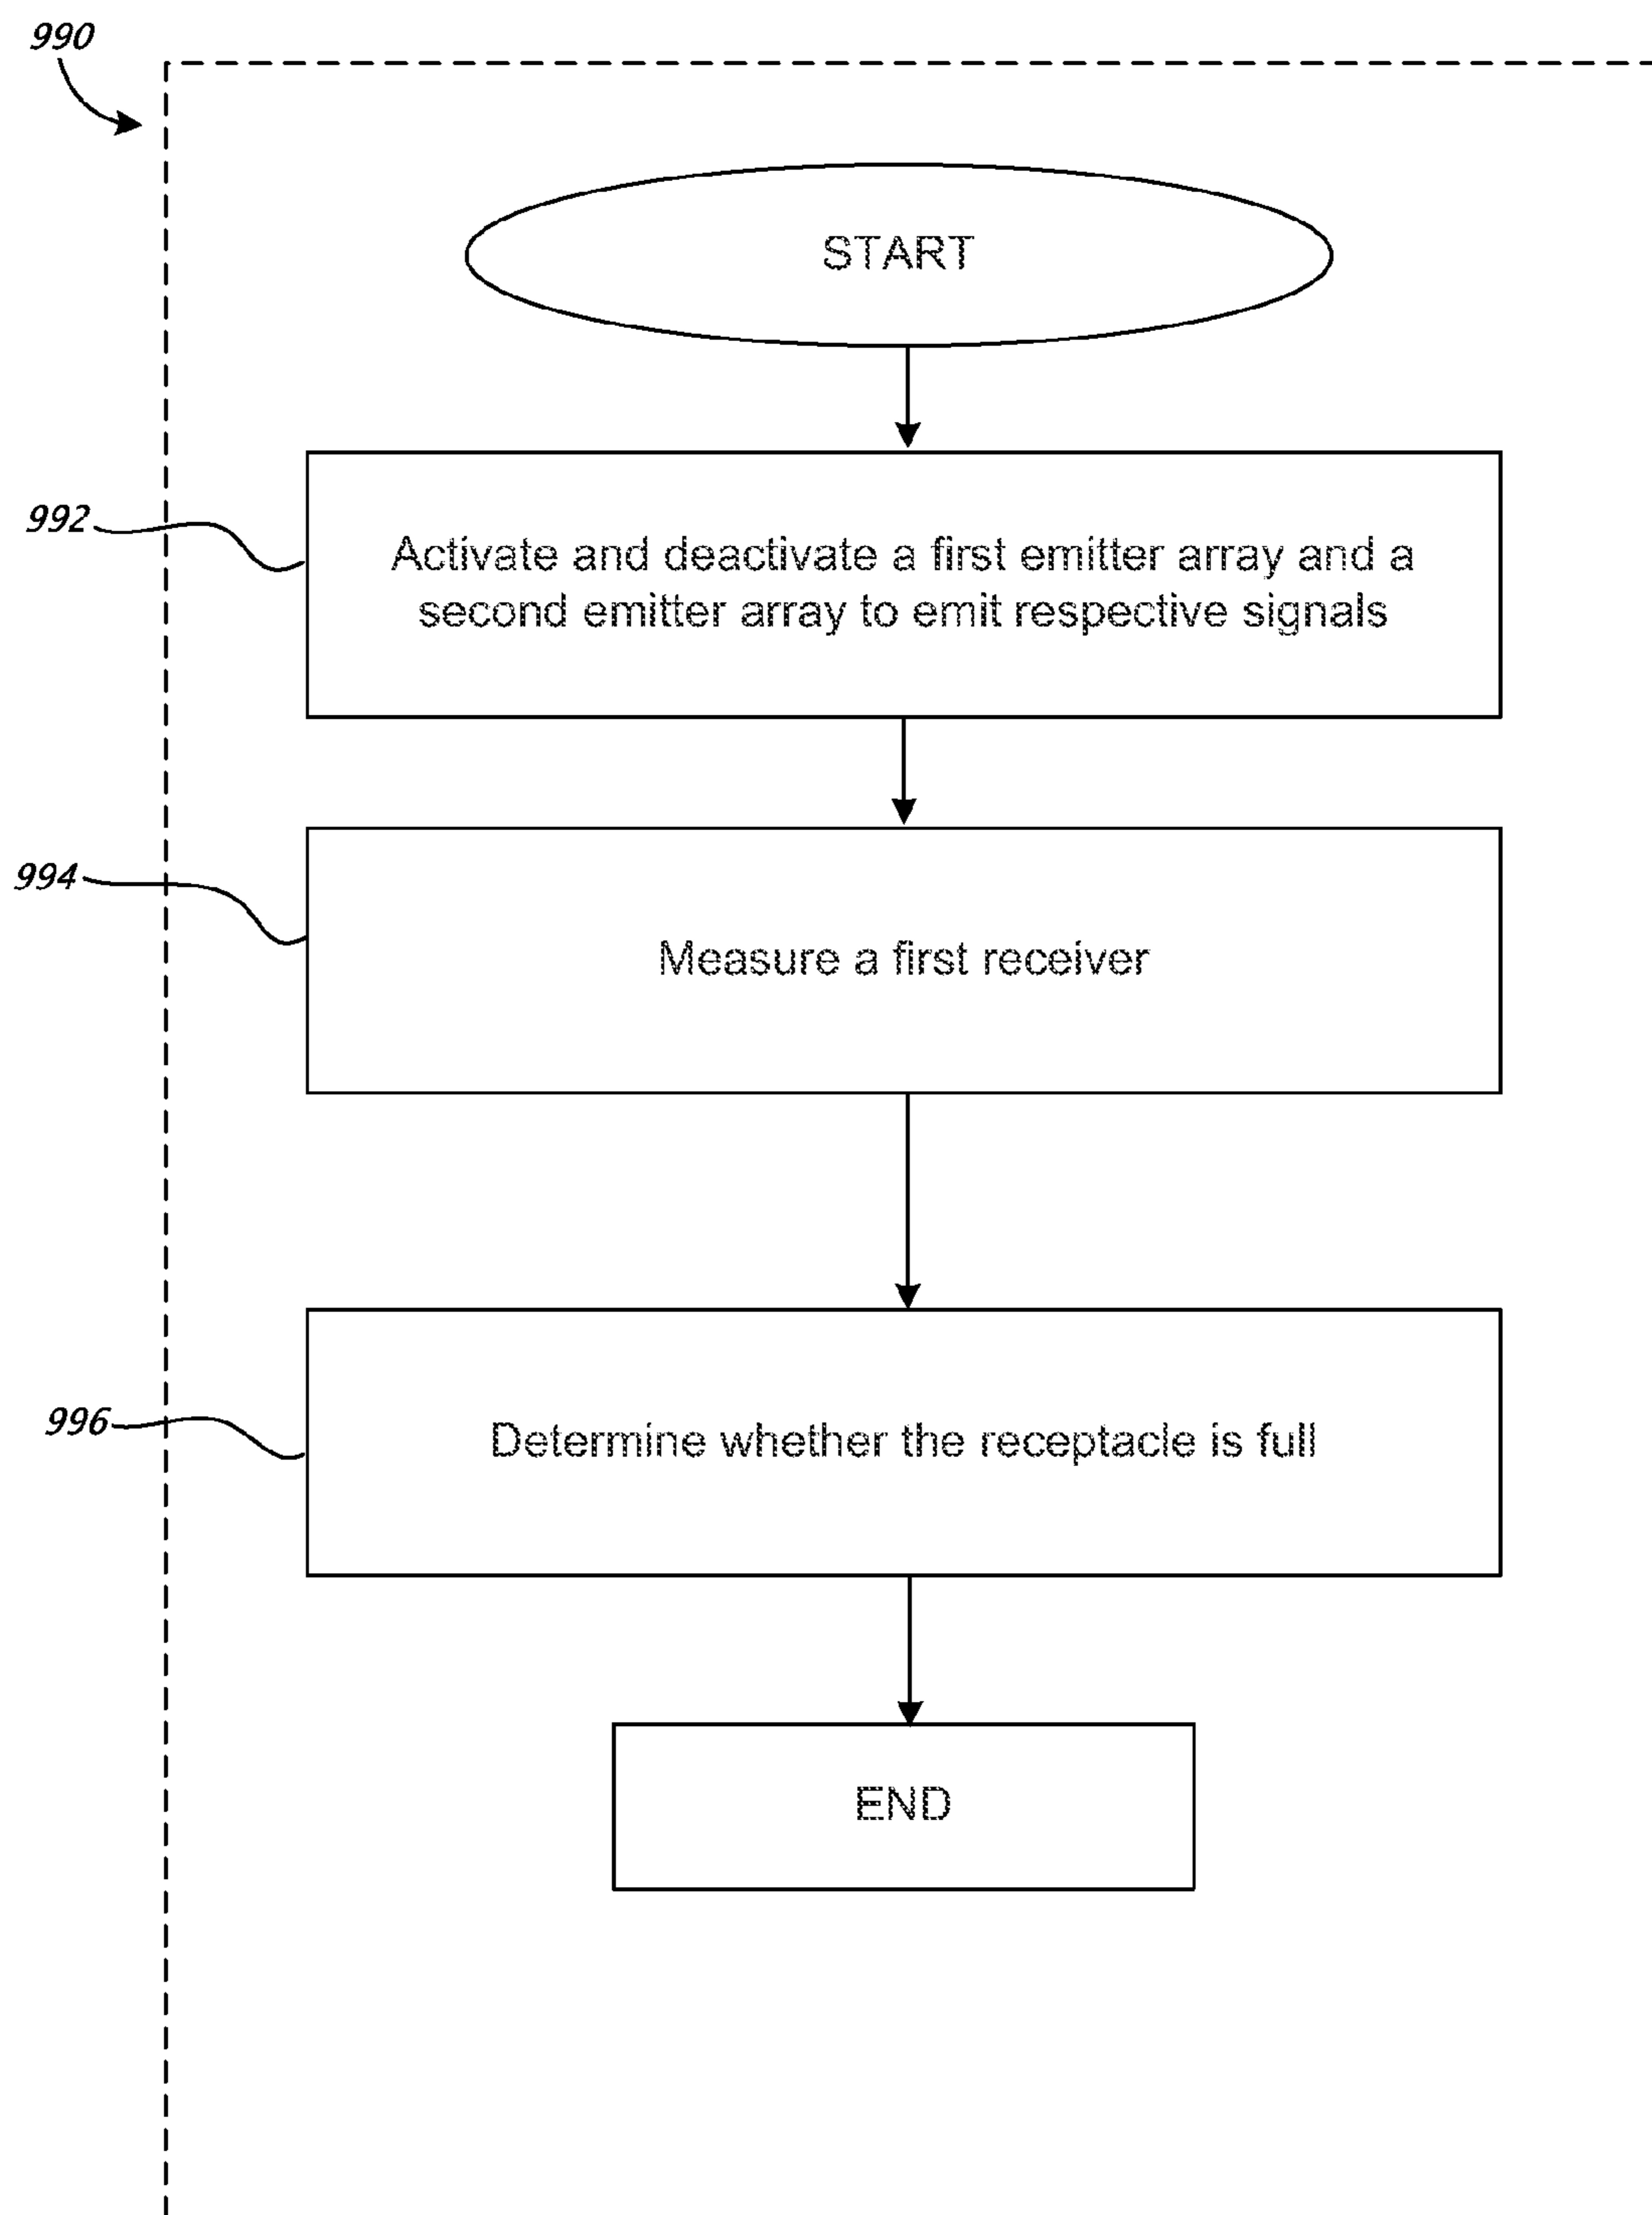 990
START
992
Activate and deactivate a first emitter array and a
second emitter array to emit respective signals
994
Measure a first receiver
996
Determine whether the receptacle is full
END